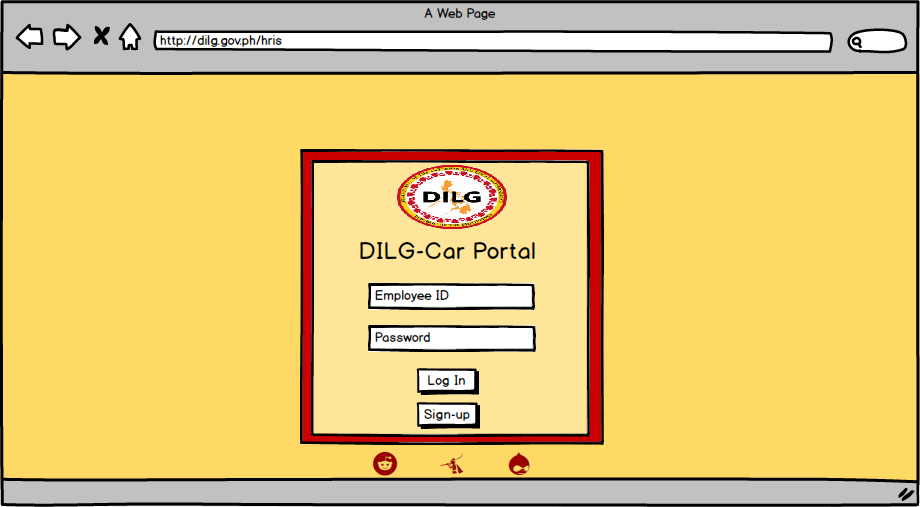 A Web Page
http://dilg.gov.ph/hris
DILG
DILG-Car Portal
Employee ID
Password
Log In
Sign-up